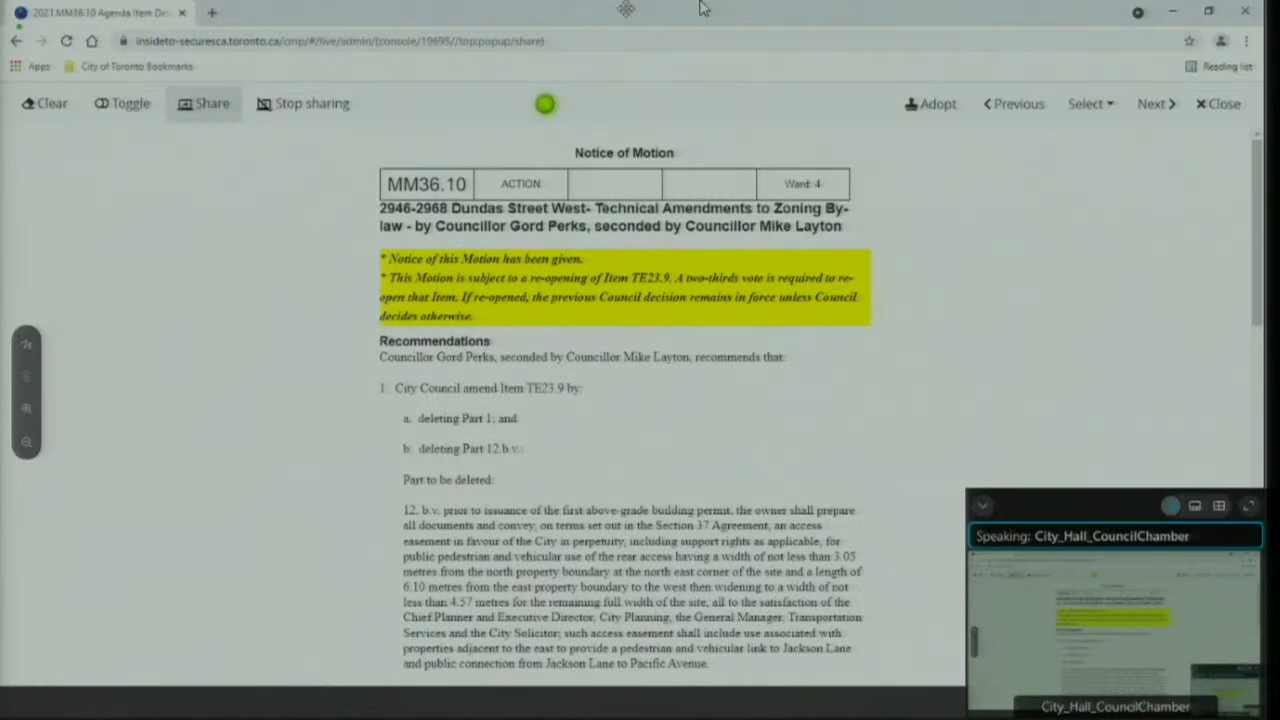 2021.MM36.10 Agenda Item De
insideto-securesca.toronto.ca/cmp/#/live/admin/(console/19695//top:popup/share)
Apps City of Toronto Bookmarks Reading list
Clear Toggle Share Stop sharing Adopt Previous Select Next Close
Notice of Motion
MM36.10 ACTION Ward: 4
2946-2968 Dundas Street West- Technical Amendments to Zoning By-
law - by Councillor Gord Perks, seconded by Councillor Mike Layton
* Notice of this Motion has been given.
* This Motion is subject to a re-opening of Item TE23.9. A two-thirds vote is required to re-
open that Item. If re-opened, the previous Council decision remains in force unless Council
decides otherwise.
Recommendations
Councillor Gord Perks, seconded by Councillor Mike Layton, recommends that:
1. City Council amend Item TE23.9 by:
a. deleting Part 1; and
b. deleting Part 12.b.v.:
Part to be deleted:
12. b.v. prior to issuance of the first above-grade building permit, the owner shall prepare
all documents and convey, on terms set out in the Section 37 Agreement, an access
easement in favour of the City in perpetuity, including support rights as applicable, for
public pedestrian and vehicular use of the rear access having a width of not less than 3.05
metres from the north property boundary at the north east corner of the site and a length of
6.10 metres from the east property boundary to the west then widening to a width of not
less than 4.57 metres for the remaining full width of the site, all to the satisfaction of the
Chief Planner and Executive Director, City Planning, the General Manager, Transportation
Services and the City Solicitor; such access easement shall include use associated with
properties adjacent to the east to provide a pedestrian and vehicular link to Jackson Lane
and public connection from Jackson Lane to Pacific Avenue.
Speaking: City_Hall_CouncilChamber
City_Hall_CouncilChamber